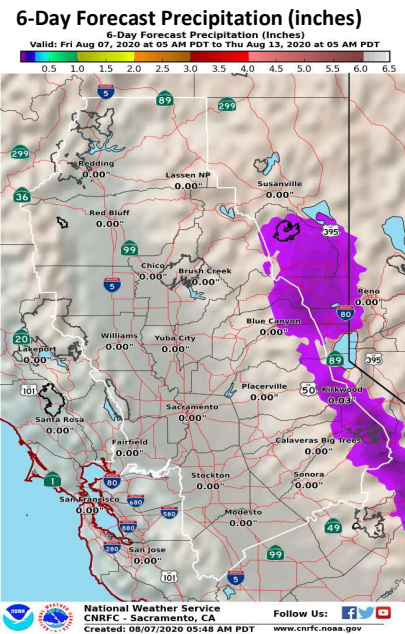 6-Day Forecast Precipitation (inches)
6-Day Forecast Precipitation (Inches)
Valid Fri Aug 07, 2020 at 05 AM PDT to Thu Aug 13, 2020 at 05 AM PDT
0.5 1.0 1.5 2.0 2.5 3.0 3.5 4.0 4.5 5.0 5.5 6.0 6.5
5
89
299
299
Redding
0.00"
Lassen NP
0.00"
Susanville
0.00"
36
Red Bluff
0.00"
395
99
Chico
0.00"
Brush Creek
0.00"
5
Reno
0.00"
80
Blue Canyon
0.00"
20
Williams
0.00"
Yuba City
0.00"
Lakeport
0.00"
89
395
101
Placerville
0.00"
50
Kirkwood
0.03"
Sacramento
0.00"
Santa Rosa
0.00"
Fairfield
0.00"
Calaveras Big Trees
0.00"
1
80
Stockton
0.00"
Sonora
0.00"
San Francisco
0.00"
680
580
880
Modesto
0.00"
49
280
San Jose
0.00"
99
101
5
NOAA
National Weather Service
CNRFC - Sacramento, CA
Created: 08/07/2020 05:48 AM PDT
Follow Us:
www.cnrfc.noaa.gov